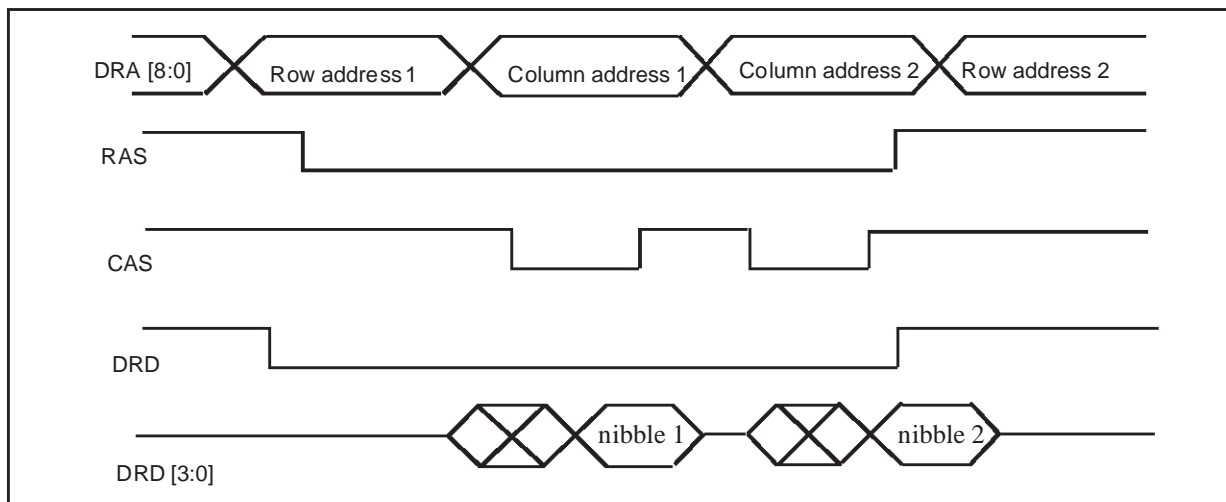 DRA [8:0]
Row address 1
Column address 1
Column address 2
Row address 2
RAS
CAS
DRD
nibble 1
nibble 2
DRD [3:0]